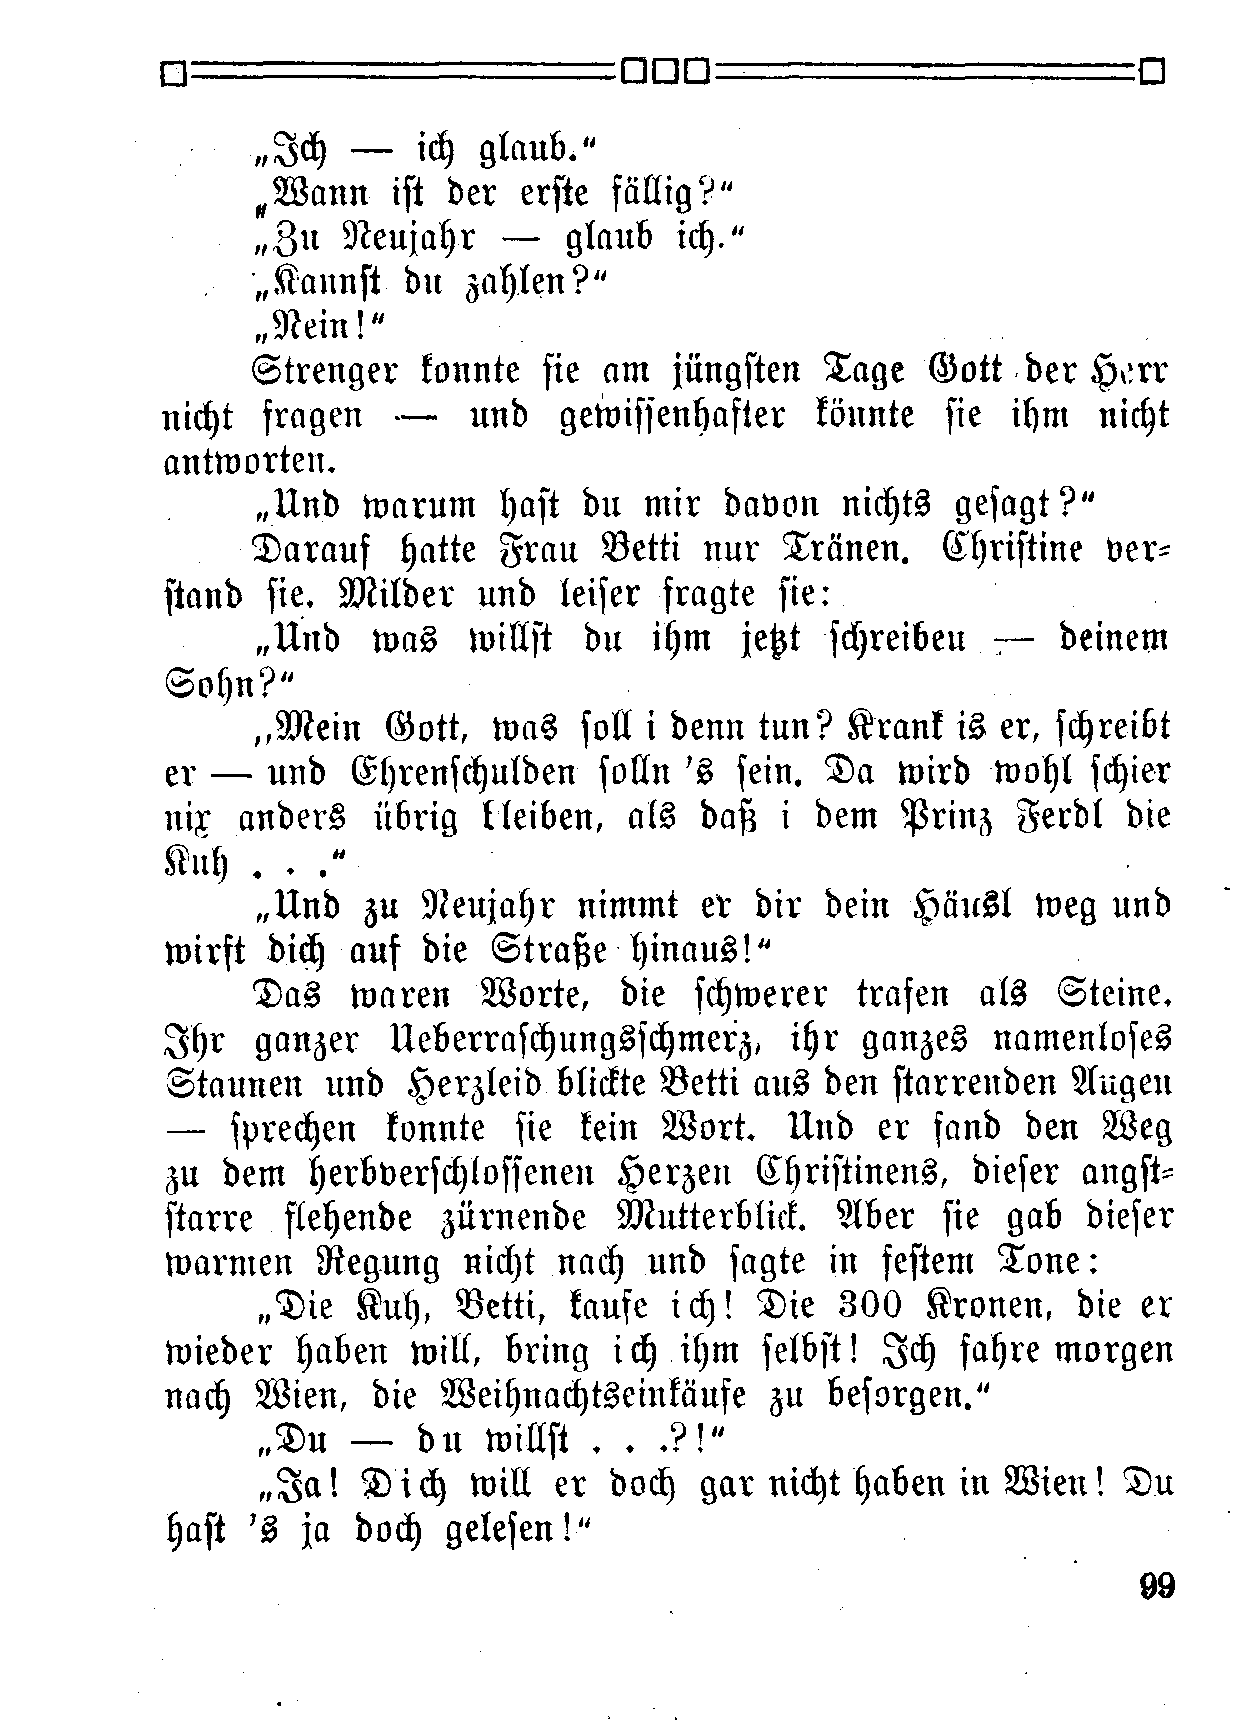 „Ich — ich glaub.“
„Wann ist der erste fällig?“
„Zu Neujahr — glaub ich.“
„Kannst du zahlen?“
„Nein!“
Strenger konnte sie am jüngsten Tage Gott der Herr
nicht fragen — und gewissenhafter könnte sie ihm nicht
antworten.
„Und warum hast du mir davon nichts gesagt?“
Darauf hatte Frau Betti nur Tränen. Christine ver-
stand sie. Milder und leiser fragte sie:
„Und was willst du ihm jetzt schreiben — deinem
Sohn?“
„Mein Gott, was soll i denn tun? Krank is er, schreibt
er — und Ehrenschulden solln 's sein. Da wird wohl schier
nix anders übrig bleiben, als daß i dem Prinz Ferdl die
Kuh . . .“
„Und zu Neujahr nimmt er dir dein Häusl weg und
wirft dich auf die Straße hinaus!“
Das waren Worte, die schwerer trafen als Steine.
Ihr ganzer Ueberraschungsschmerz, ihr ganzes namenloses
Staunen und Herzleid blickte Betti aus den starrenden Augen
— sprechen konnte sie kein Wort. Und er fand den Weg
zu dem herbverschlossenen Herzen Christinens, dieser angst-
starre flehende zürnende Mutterblick. Aber sie gab dieser
warmen Regung nicht nach und sagte in festem Tone:
„Die Kuh, Betti, kaufe ich! Die 300 Kronen, die er
wieder haben will, bring ich ihm selbst! Ich fahre morgen
nach Wien, die Weihnachtseinkäufe zu besorgen.“
„Du — du willst . . .?!“
„Ja! Dich will er doch gar nicht haben in Wien! Du
hast 's ja doch gelesen!“
99